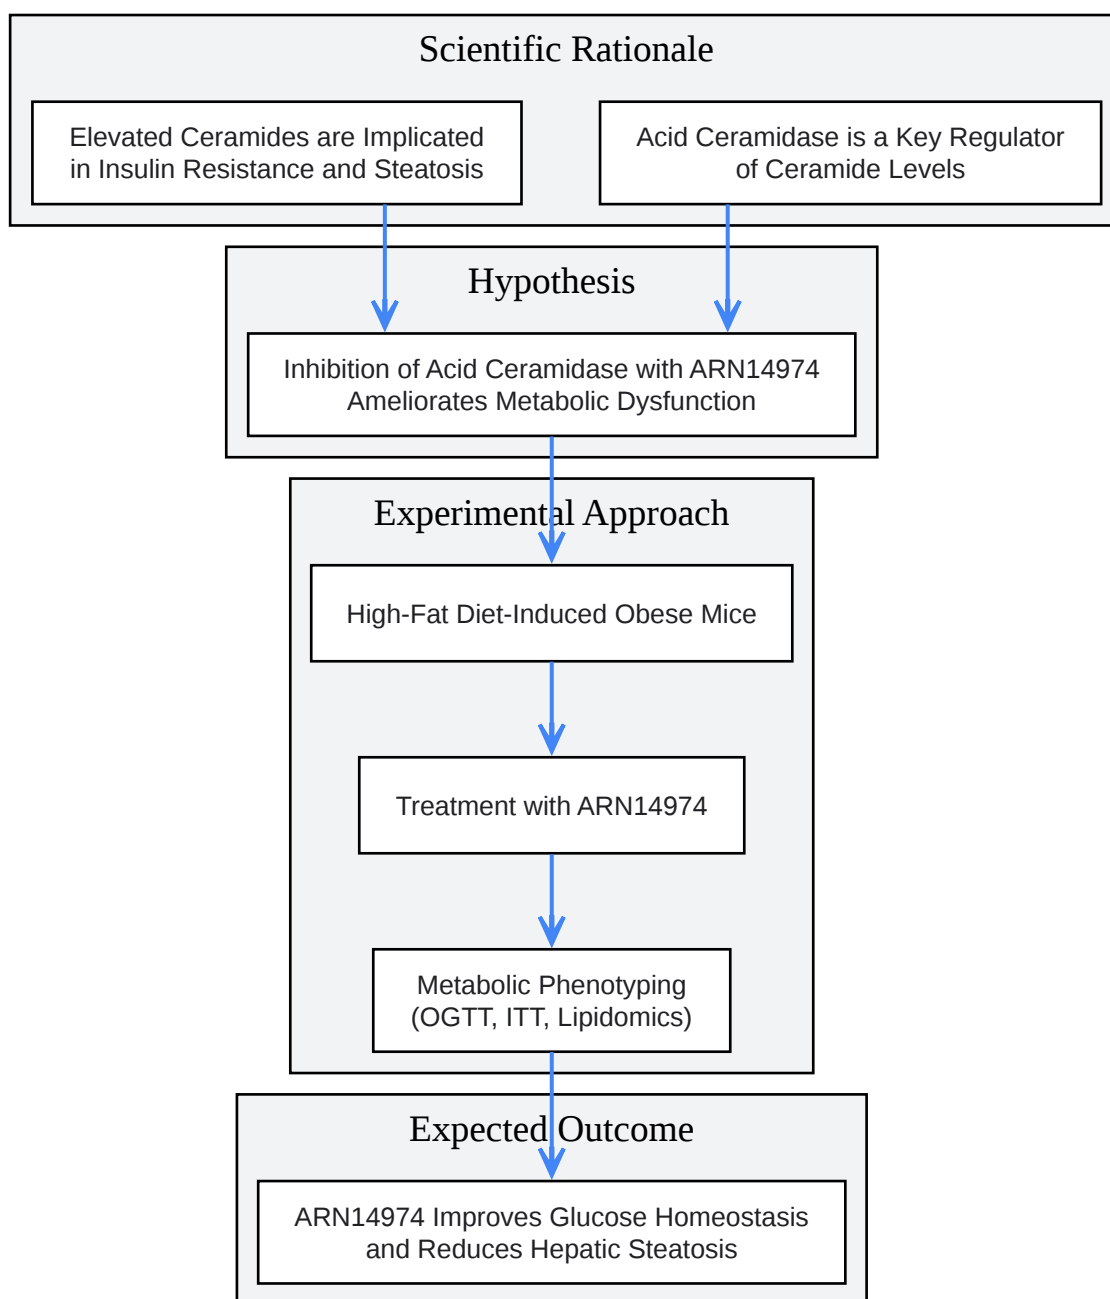 Scientific Rationale
Elevated Ceramides are Implicated
in Insulin Resistance and Steatosis
Acid Ceramidase is a Key Regulator
of Ceramide Levels
Hypothesis
Inhibition of Acid Ceramidase with ARN14974
Ameliorates Metabolic Dysfunction
Experimental Approach
High-Fat Diet-Induced Obese Mice
Treatment with ARN14974
Metabolic Phenotyping
(OGTT, ITT, Lipidomics)
Expected Outcome
ARN14974 Improves Glucose Homeostasis
and Reduces Hepatic Steatosis